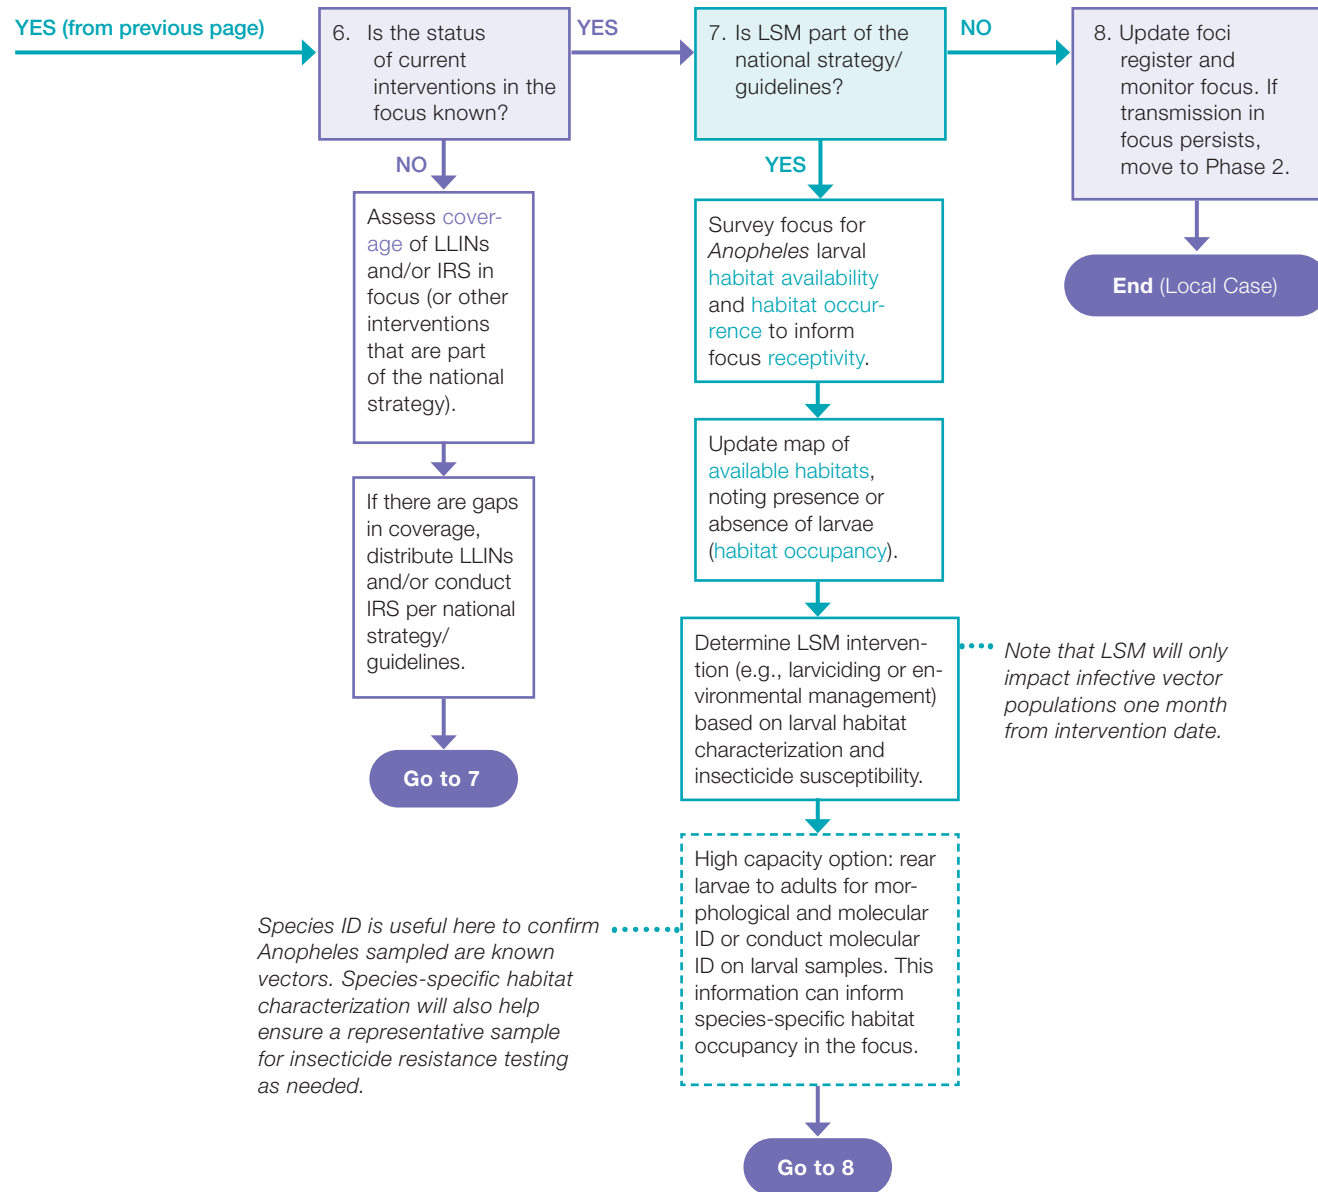 YES (from previous page)
6. Is the status
of current
interventions in the
focus known?
YES
7. Is LSM part of the
national strategy/
guidelines?
NO
8. Update foci
register and
monitor focus. If
transmission in
focus persists,
move to Phase 2.
End (Local Case)
NO
Assess cover-
age of LLINs
and/or IRS in
focus (or other
interventions
that are part
of the national
strategy).
If there are gaps
in coverage,
distribute LLINs
and/or conduct
IRS per national
strategy/
guidelines.
Go to 7
YES
Survey focus for
Anopheles larval
habitat availability
and habitat occur-
rence to inform
focus receptivity.
Update map of
available habitats,
noting presence or
absence of larvae
(habitat occupancy).
Determine LSM interven-
tion (e.g., larviciding or en-
vironmental management)
based on larval habitat
characterization and
insecticide susceptibility.
Note that LSM will only
impact infective vector
populations one month
from intervention date.
High capacity option: rear
larvae to adults for mor-
phological and molecular
ID or conduct molecular
ID on larval samples. This
information can inform
species-specific habitat
occupancy in the focus.
Species ID is useful here to confirm
Anopheles sampled are known
vectors. Species-specific habitat
characterization will also help
ensure a representative sample
for insecticide resistance testing
as needed.
Go to 8